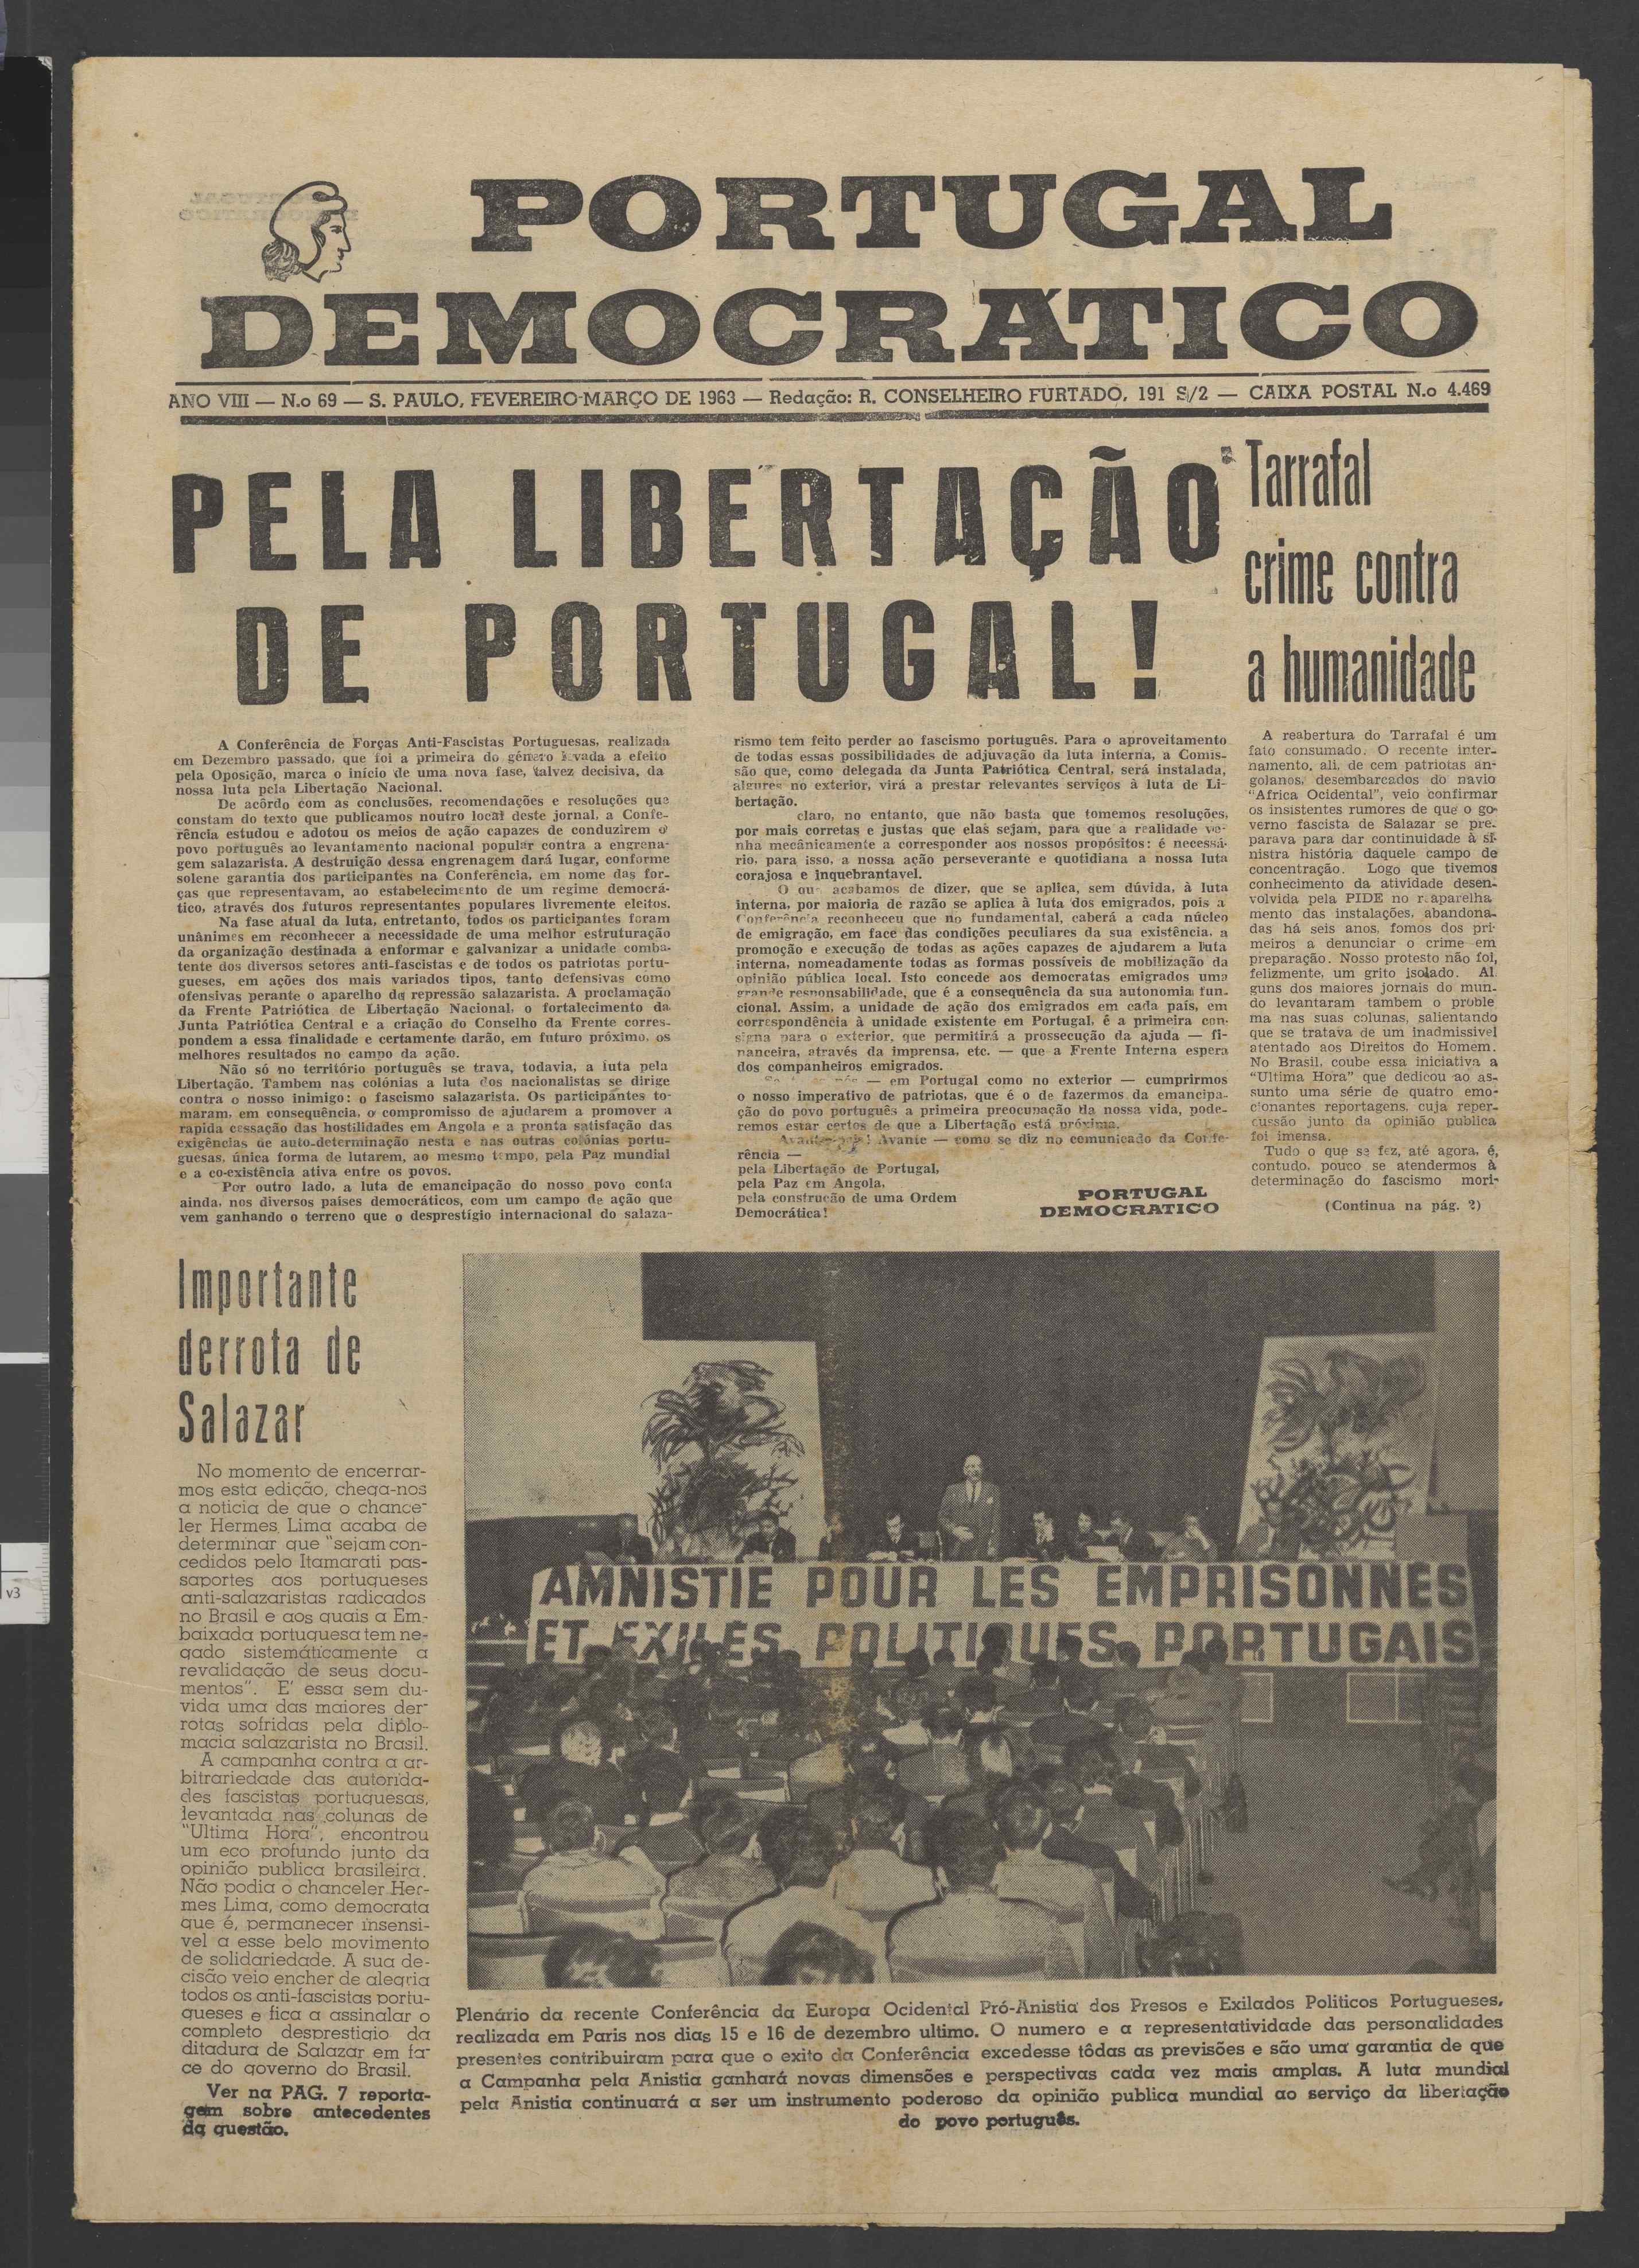 PORTUGAL
DEMOCRÁTICO
ANO VIII — N.o 69 — S. PAULO, FEVEREIRO-MARÇO DE 1963 — Redação: R. CONSELHEIRO FURTADO, 191 S/2 — CAIXA POSTAL N.o 4.469
PELA LIBERTAÇÃO
DE PORTUGAL!
A Conferência de Forças Anti-Fascistas Portuguesas, realizada
em Dezembro passado, que foi a primeira do género levada a efeito
pela Oposição, marca o início de uma nova fase, talvez decisiva, da
nossa luta pela Libertação Nacional.
De acôrdo com as conclusões, recomendações e resoluções que
constam do texto que publicamos noutro local deste jornal, a Confe-
rência estudou e adotou os meios de ação capazes de conduzirem o
povo português ao levantamento nacional popular contra a engrena-
gem salazarista. A destruição dessa engrenagem dará lugar, conforme
solene garantia dos participantes na Conferência, em nome das for-
ças que representavam, ao estabelecimento de um regime democrá-
tico, através dos futuros representantes populares livremente eleitos.
Na fase atual da luta, entretanto, todos os participantes foram
unânimes em reconhecer a necessidade de uma melhor estruturação
da organização destinada a enformar e galvanizar a unidade comba-
tente dos diversos setores anti-fascistas e de todos os patriotas portu-
gueses, em ações dos mais variados tipos, tanto defensivas como
ofensivas perante o aparelho da repressão salazarista. A proclamação
da Frente Patriótica de Libertação Nacional, o fortalecimento da
Junta Patriótica Central e a criação do Conselho da Frente corres-
pondem a essa finalidade e certamente darão, em futuro próximo, os
melhores resultados no campo da ação.
Não só no território português se trava, todavia, a luta pela
Libertação. Tambem nas colónias a luta dos nacionalistas se dirige
contra o nosso inimigo: o fascismo salazarista. Os participantes to-
maram, em consequência, o compromisso de ajudarem a promover a
rapida cessação das hostilidades em Angola e a pronta satisfação das
exigências de auto-determinação nesta e nas outras colónias portu-
guesas, única forma de lutarem, ao mesmo tempo, pela Paz mundial
e a co-existência ativa entre os povos.
Por outro lado, a luta de emancipação do nosso povo conta
ainda, nos diversos países democráticos, com um campo de ação que
vem ganhando o terreno que o desprestígio internacional do salaza-
rismo tem feito perder ao fascismo português. Para o aproveitamento
de todas essas possibilidades de adjuvação da luta interna, a Comis-
são que, como delegada da Junta Patriótica Central, será instalada,
algures no exterior, virá a prestar relevantes serviços à luta de Li-
bertação.
claro, no entanto, que não basta que tomemos resoluções,
por mais corretas e justas que elas sejam, para que a realidade ve-
nha mecânicamente a corresponder aos nossos propósitos: é necessá-
rio, para isso, a nossa ação perseverante e quotidiana a nossa luta
corajosa e inquebrantavel.
O que acabamos de dizer, que se aplica, sem dúvida, à luta
interna, por maioria de razão se aplica à luta dos emigrados, pois a
Conferência reconheceu que no fundamental, caberá a cada núcleo
de emigração, em face das condições peculiares da sua existência, a
promoção e execução de todas as ações capazes de ajudarem a luta
interna, nomeadamente todas as formas possíveis de mobilização da
opinião pública local. Isto concede aos democratas emigrados uma
grande responsabilidade, que é a consequência da sua autonomia fun-
cional. Assim, a unidade de ação dos emigrados em cada país, em
correspondência à unidade existente em Portugal, é a primeira con-
signa para o exterior, que permitirá a prossecução da ajuda — fi-
nanceira, através da imprensa, etc. — que a Frente Interna espera
dos companheiros emigrados.
— em Portugal como no exterior — cumprirmos
o nosso imperativo de patriotas, que é o de fazermos da emancipa-
ção do povo português a primeira preocupação da nossa vida, pode-
remos estar certos de que a Libertação está próxima.
Avante — como se diz no comunicado da Confe-
rência —
pela Libertação de Portugal,
pela Paz em Angola,
pela construção de uma Ordem
Democrática!
PORTUGAL
DEMOCRATICO
Tarrafal
crime contra
a humanidade
A reabertura do Tarrafal é um
fato consumado. O recente inter-
namento, ali, de cem patriotas an-
golanos, desembarcados do navio
"Africa Ocidental", veio confirmar
os insistentes rumores de que o go-
verno fascista de Salazar se pre-
parava para dar continuidade à si-
nistra história daquele campo de
concentração. Logo que tivemos
conhecimento da atividade desen-
volvida pela PIDE no reaparelha
mento das instalações, abandona-
das há seis anos, fomos dos pri-
meiros a denunciar o crime em
preparação. Nosso protesto não foi,
felizmente, um grito isolado. Al
guns dos maiores jornais do mun-
do levantaram tambem o proble
ma nas suas colunas, salientando
que se tratava de um inadmissivel
atentado aos Direitos do Homem.
No Brasil, coube essa iniciativa a
"Ultima Hora" que dedicou ao as-
sunto uma série de quatro emo-
cionantes reportagens, cuja reper-
cussão junto da opinião publica
foi imensa.
Tudo o que se fez, até agora, é,
contudo, pouco se atendermos à
determinação do fascismo mori-
(Continua na pág. 2)
Importante
derrota de
Salazar
No momento de encerrar-
mos esta edição, chega-nos
a noticia de que o chance-
ler Hermes Lima acaba de
determinar que "sejam con-
cedidos pelo Itamarati pas-
saportes aos portugueses
anti-salazaristas radicados
no Brasil e aos quais a Em-
baixada portuguesa tem ne-
gado sistemáticamente a
revalidação de seus docu-
mentos". E' essa sem du-
vida uma das maiores der-
rotas sofridas pela diplo-
macia salazarista no Brasil.
A campanha contra a ar-
bitrariedade das autorida-
des fascistas portuguesas,
levantada nas colunas de
"Ultima Hora", encontrou
um eco profundo junto da
opinião publica brasileira.
Não podia o chanceler Her-
mes Lima, como democrata
que é, permanecer insensi-
vel a esse belo movimento
de solidariedade. A sua de-
cisão veio encher de alegria
todos os anti-fascistas portu-
gueses e fica a assinalar o
completo desprestigio da
ditadura de Salazar em fa-
ce do governo do Brasil.
Ver na PAG. 7 reporta-
gem sobre antecedentes
da questão.
AMNISTIE POUR LES EMPRISONNÉS
ET EXILÉS POLITIQUES PORTUGAIS
Plenário da recente Conferência da Europa Ocidental Pró-Anistia dos Presos e Exilados Politicos Portugueses,
realizada em Paris nos dias 15 e 16 de dezembro ultimo. O numero e a representatividade das personalidades
presentes contribuiram para que o exito da Conferência excedesse tôdas as previsões e são uma garantia de que
a Campanha pela Anistia ganhará novas dimensões e perspectivas cada vez mais amplas. A luta mundial
pela Anistia continuará a ser um instrumento poderoso da opinião publica mundial ao serviço da libertação
do povo português.
v3